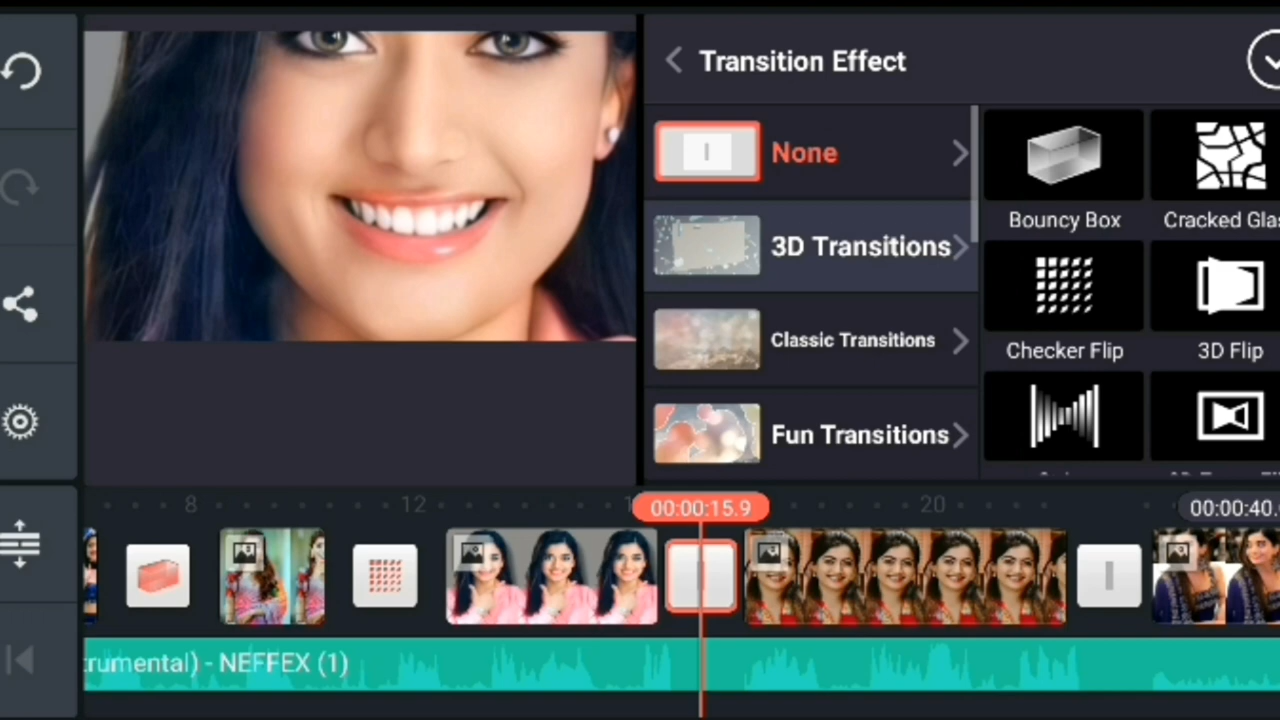 Transition Effect
None
3D Transitions
Classic Transitions
Fun Transitions
Bouncy Box
Cracked Glas
Checker Flip
3D Flip
8
12
00:00:15.9
20
00:00:40.
trumental) - NEFFEX (1)